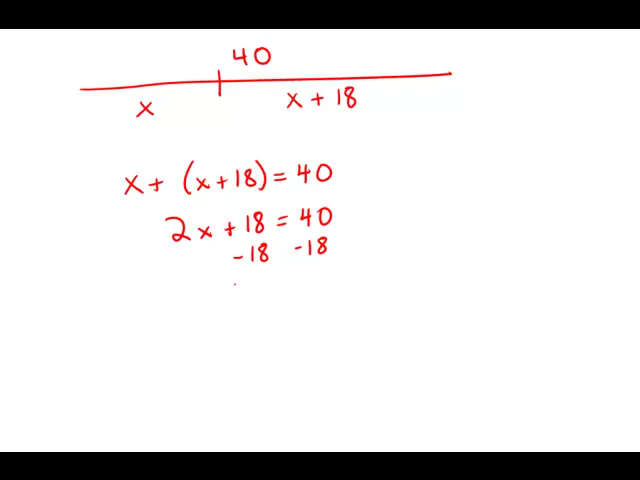 40
x x + 18
x + (x + 18) = 40
2x + 18 = 40
-18 -18